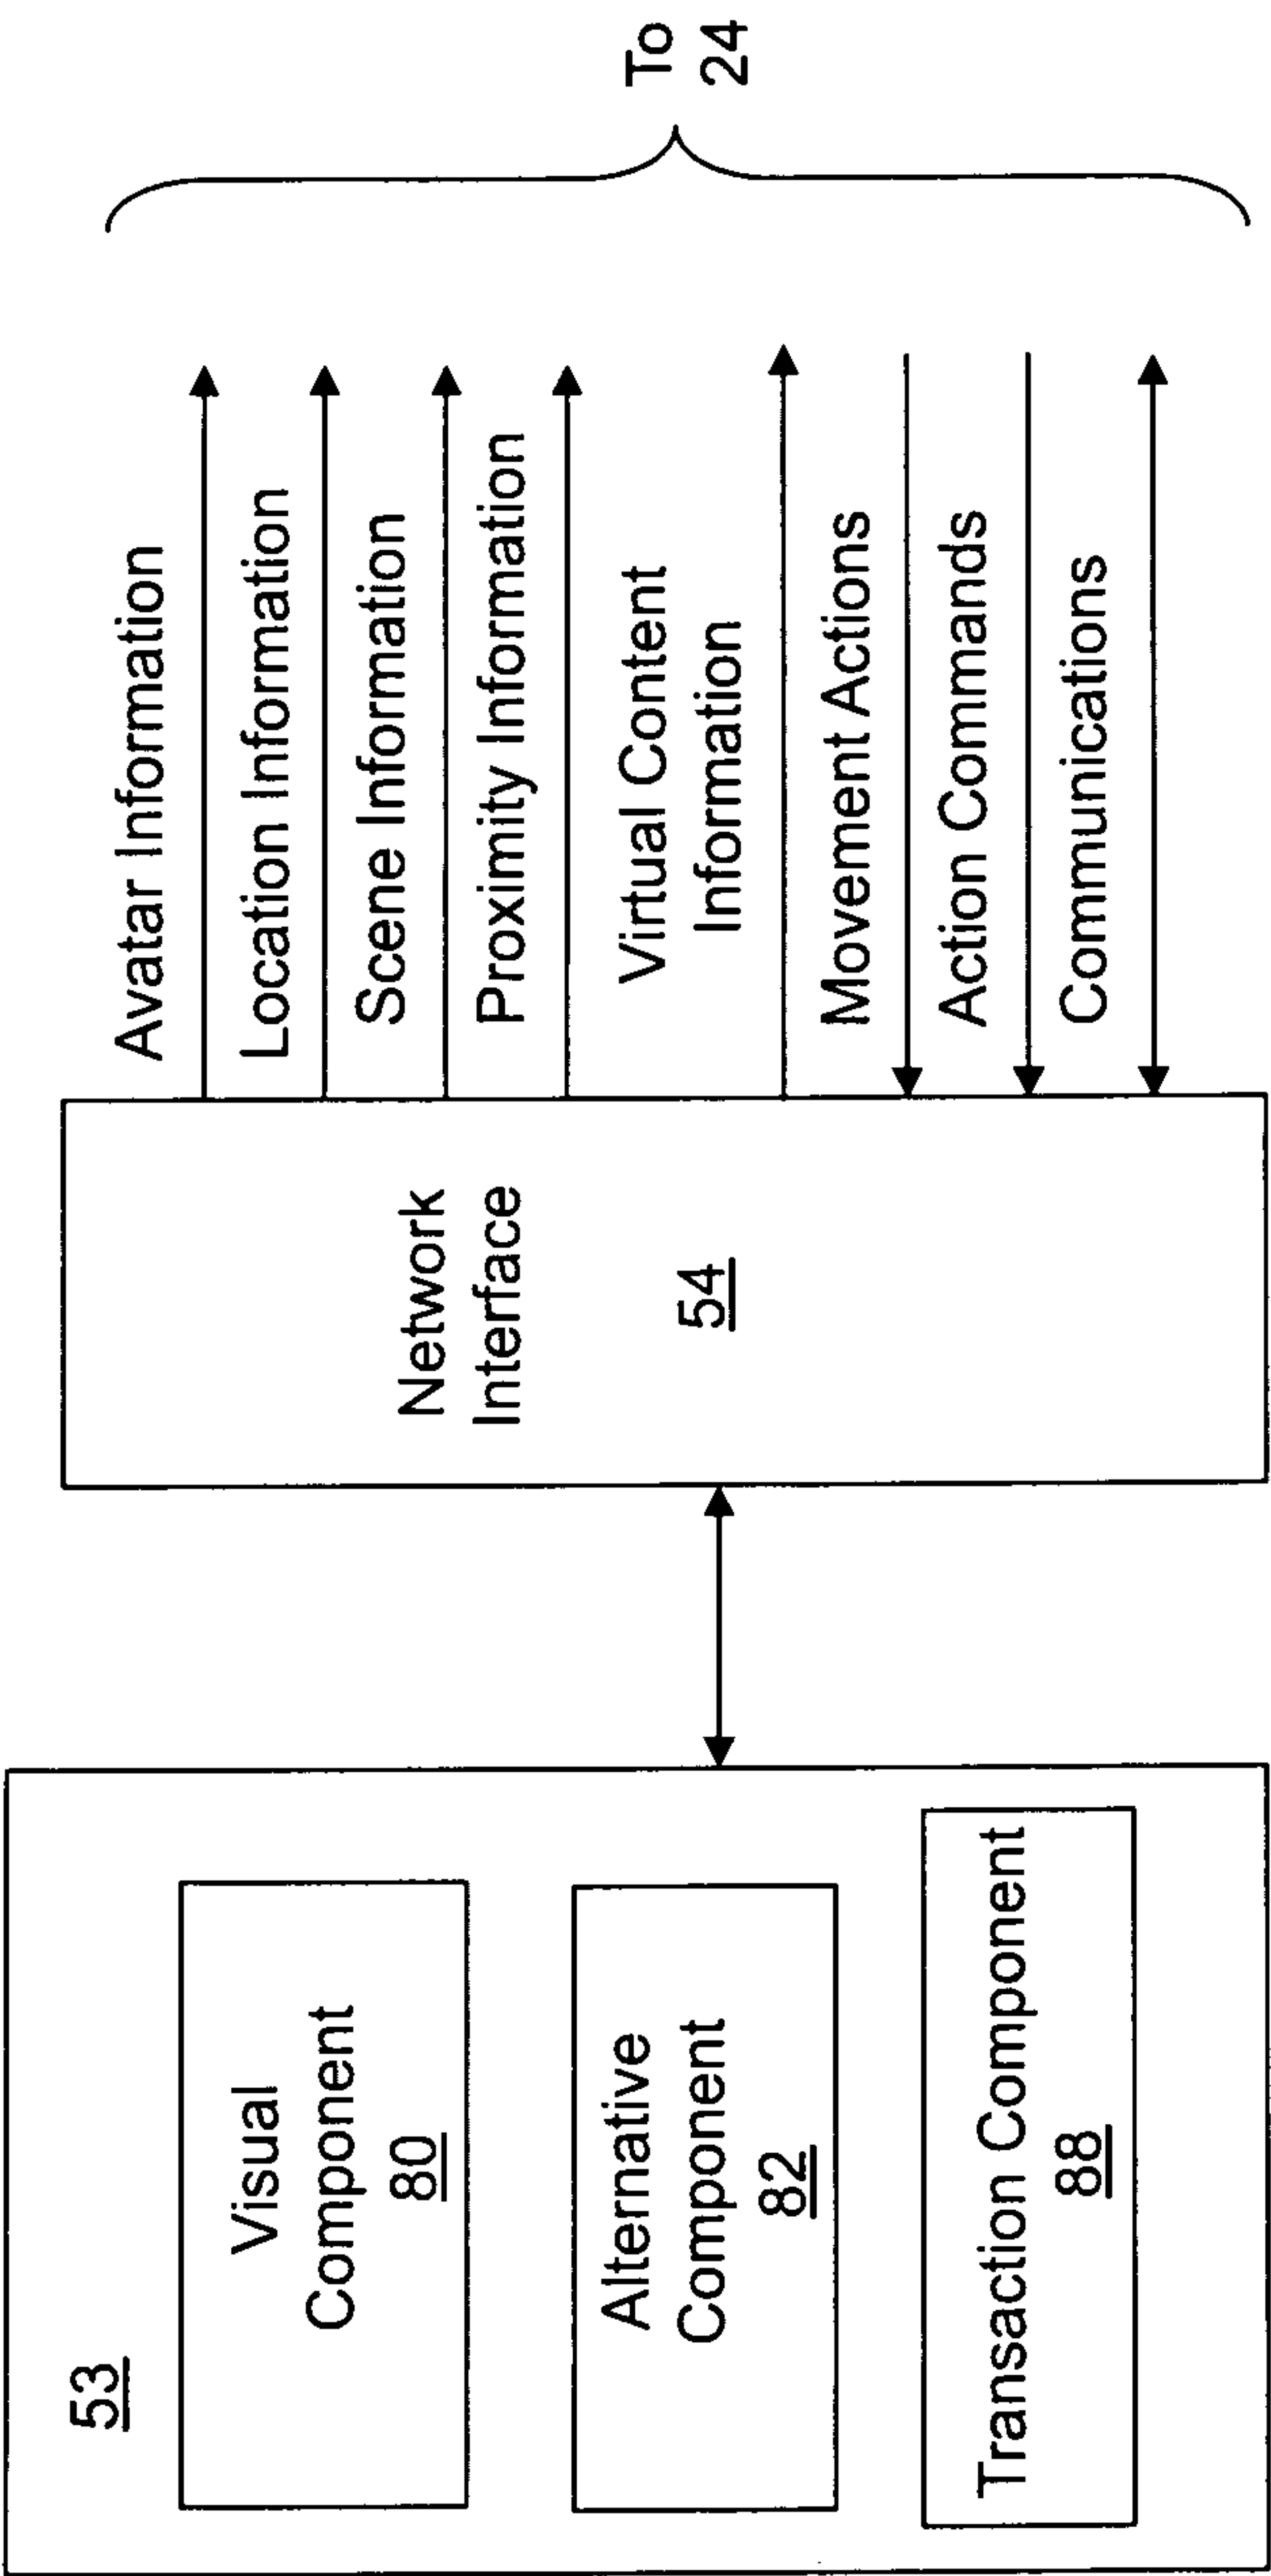 53
Visual
Component
80
Alternative
Component
82
Transaction Component
88
Network
Interface
54
Avatar Information
Location Information
Scene Information
Proximity Information
Virtual Content
Information
Movement Actions
Action Commands
Communications
To
24